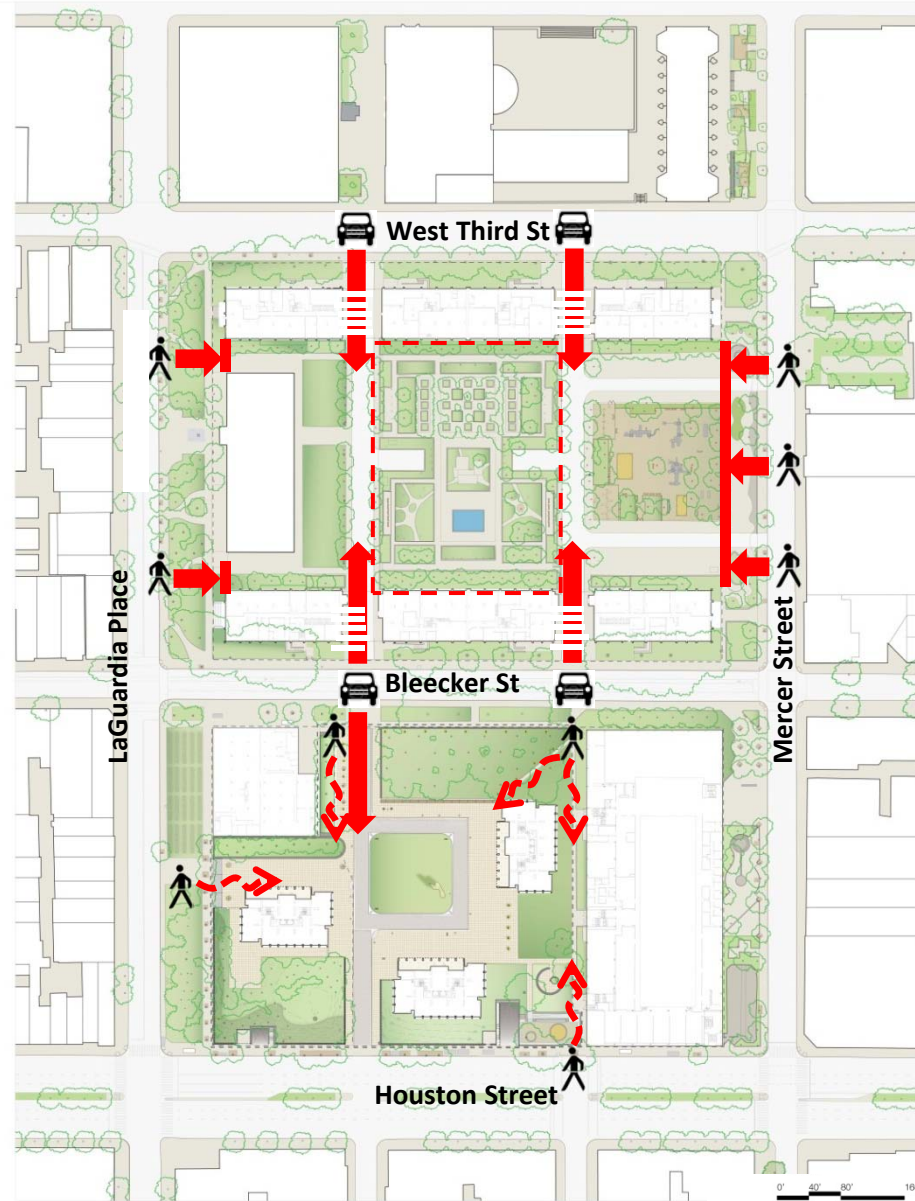 West Third St
LaGuardia Place
Mercer Street
Bleecker St
Houston Street
0' 40' 80'